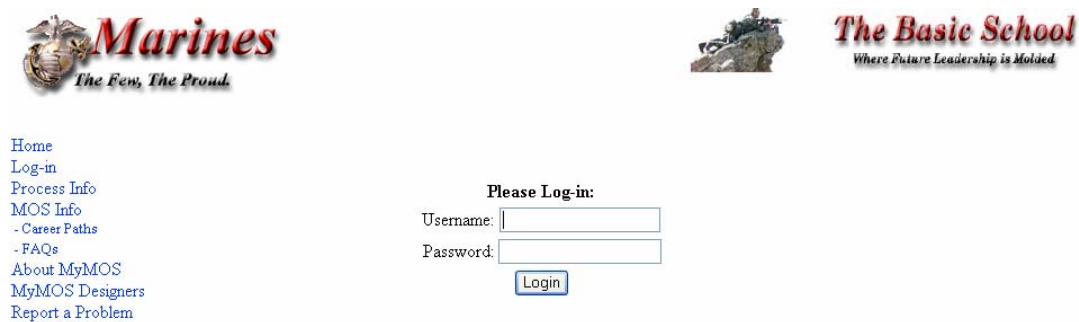 Marines
The Few, The Proud.
The Basic School
Where Future Leadership is Molded
Home
Log-in
Process Info
MOS Info
- Career Paths
- FAQs
About MyMOS
MyMOS Designers
Report a Problem
Please Log-in:
Username:
Password:
Login